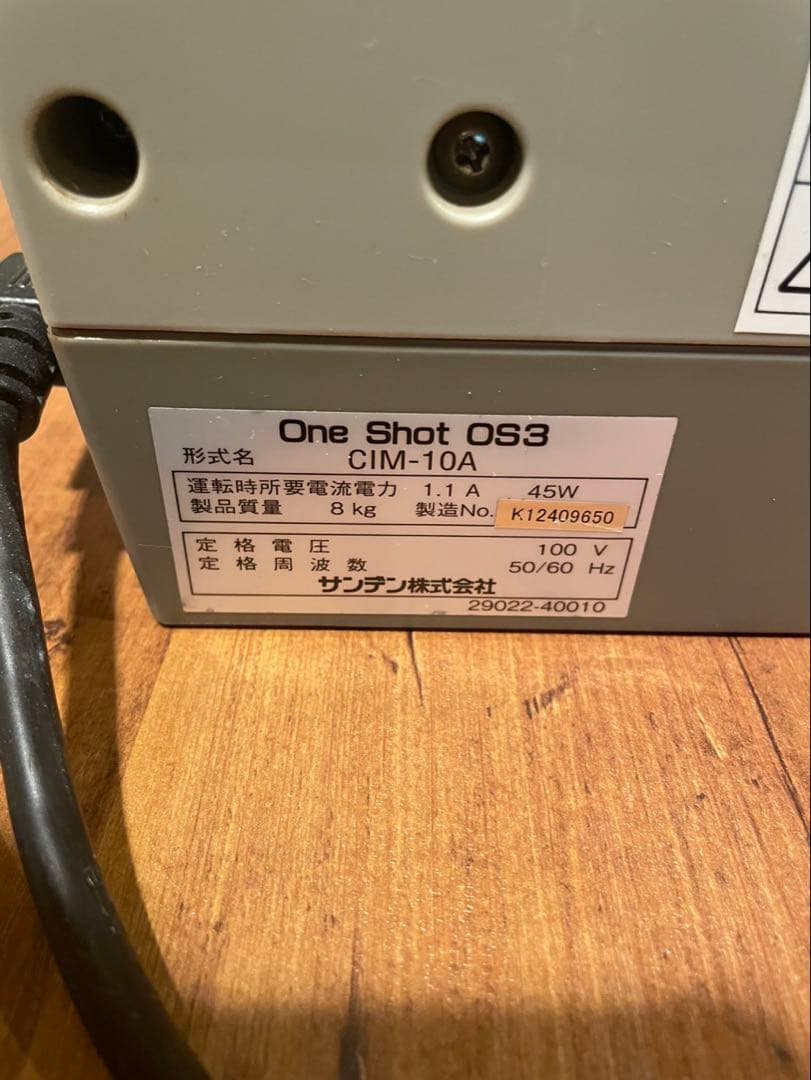 One Shot OS3
形式名 CIM-10A
運転時所要電流電力 1.1 A 45W
製品質量 8 kg 製造No. K12409650
定格電圧 100 V
定格周波数 50/60 Hz
サンデン株式会社
29022-40010